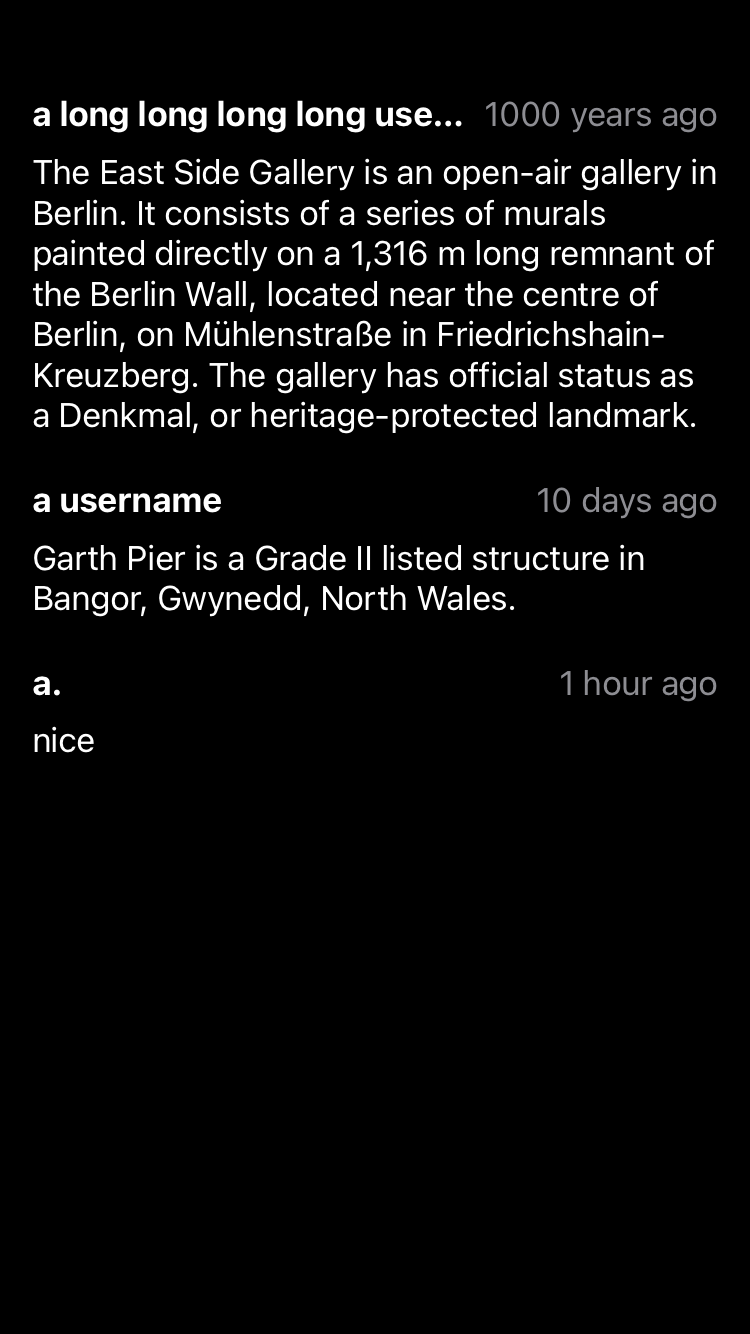 a long long long long use... 1000 years ago
The East Side Gallery is an open-air gallery in
Berlin. It consists of a series of murals
painted directly on a 1,316 m long remnant of
the Berlin Wall, located near the centre of
Berlin, on Mühlenstraße in Friedrichshain-
Kreuzberg. The gallery has official status as
a Denkmal, or heritage-protected landmark.
a username 10 days ago
Garth Pier is a Grade II listed structure in
Bangor, Gwynedd, North Wales.
a. 1 hour ago
nice